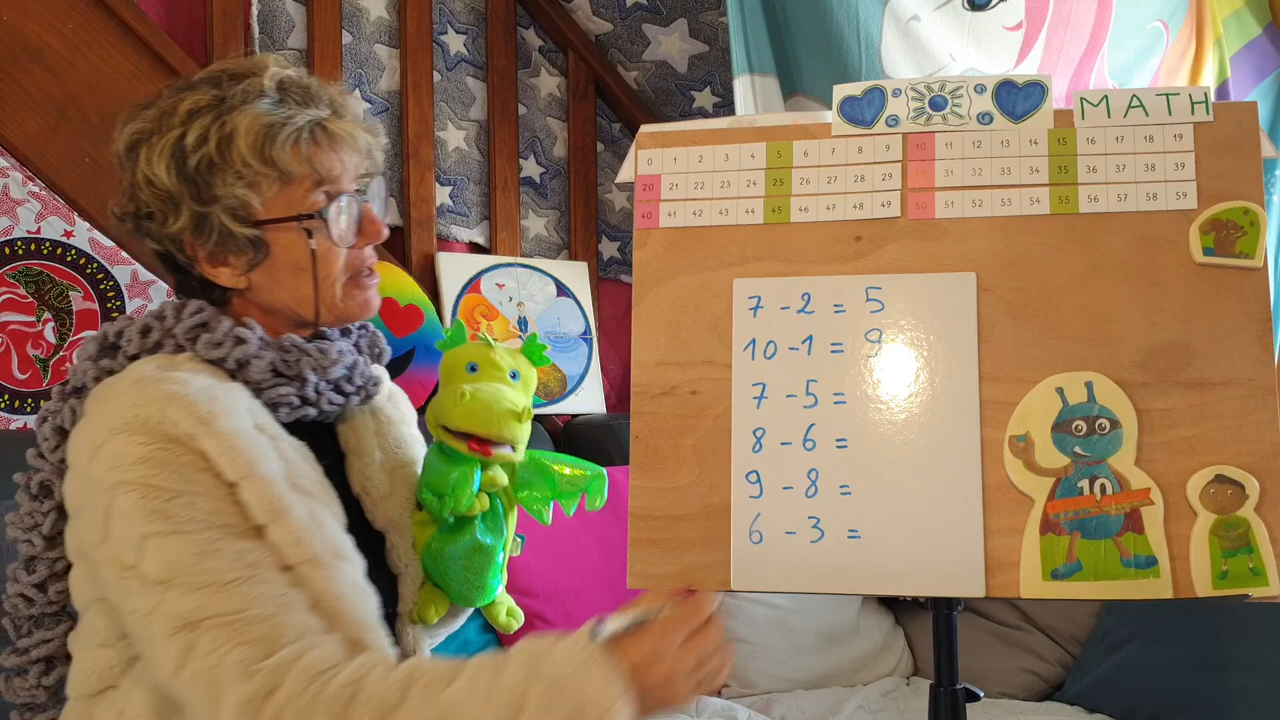 MATH
0 1 2 3 4 5 6 7 8 9 10 11 12 13 14 15 16 17 18 19
20 21 22 23 24 25 26 27 28 29 30 31 32 33 34 35 36 37 38 39
40 41 42 43 44 45 46 47 48 49 50 51 52 53 54 55 56 57 58 59
7 - 2 = 5
10 - 1 = 9
7 - 5 =
8 - 6 =
9 - 8 =
6 - 3 =
10